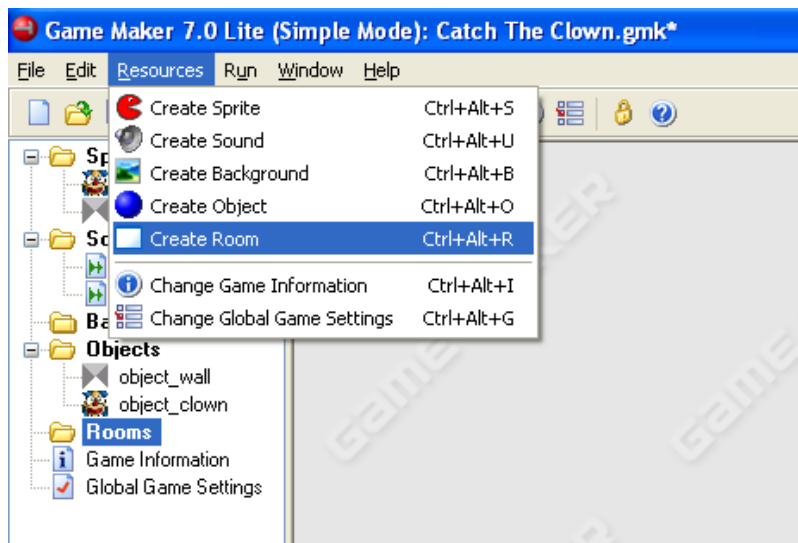 Game Maker 7.0 Lite (Simple Mode): Catch The Clown.gmk*
File Edit Resources Run Window Help
Create Sprite Ctrl+Alt+S
Create Sound Ctrl+Alt+U
Create Background Ctrl+Alt+B
Create Object Ctrl+Alt+O
Create Room Ctrl+Alt+R
Change Game Information Ctrl+Alt+I
Change Global Game Settings Ctrl+Alt+G
Objects
object_wall
object_clown
Rooms
Game Information
Global Game Settings
GAME
GAME